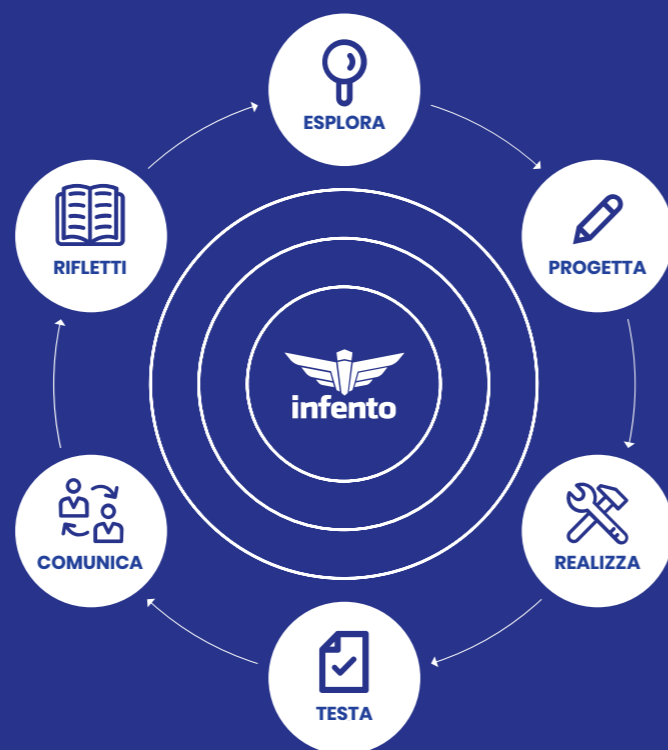 ESPLORA
PROGETTA
REALIZZA
TESTA
COMUNICA
RIFLETTI
infento